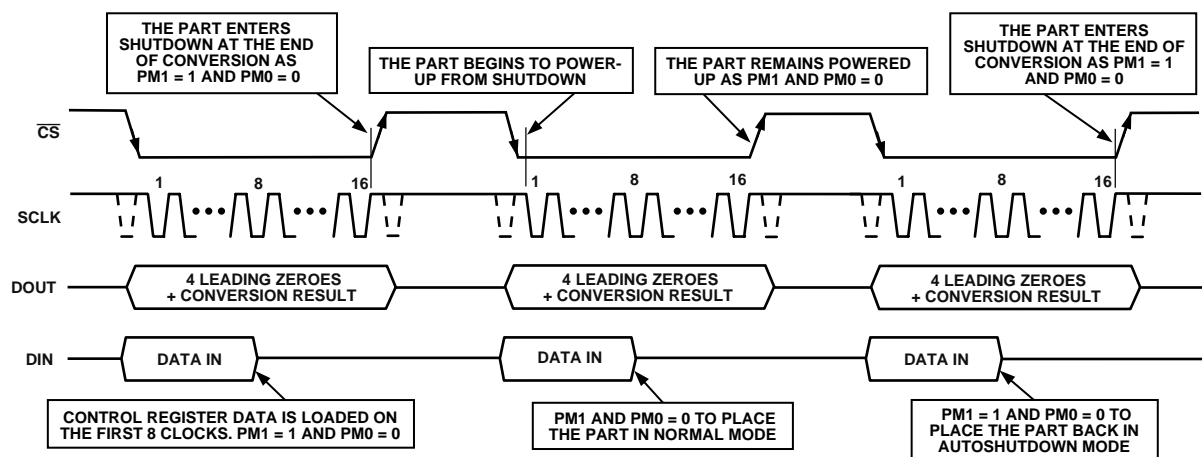 THE PART ENTERS
SHUTDOWN AT THE END
OF CONVERSION AS
PM1 = 1 AND PM0 = 0
THE PART BEGINS TO POWER-
UP FROM SHUTDOWN
THE PART REMAINS POWERED
UP AS PM1 AND PM0 = 0
THE PART ENTERS
SHUTDOWN AT THE END OF
CONVERSION AS PM1 = 1
AND PM0 = 0
CS
1 8 16 1 8 16 1 8 16
SCLK
DOUT
4 LEADING ZEROES
+ CONVERSION RESULT
4 LEADING ZEROES
+ CONVERSION RESULT
4 LEADING ZEROES
+ CONVERSION RESULT
DIN
DATA IN
DATA IN
DATA IN
CONTROL REGISTER DATA IS LOADED ON
THE FIRST 8 CLOCKS. PM1 = 1 AND PM0 = 0
PM1 AND PM0 = 0 TO PLACE
THE PART IN NORMAL MODE
PM1 = 1 AND PM0 = 0 TO
PLACE THE PART BACK IN
AUTOSHUTDOWN MODE